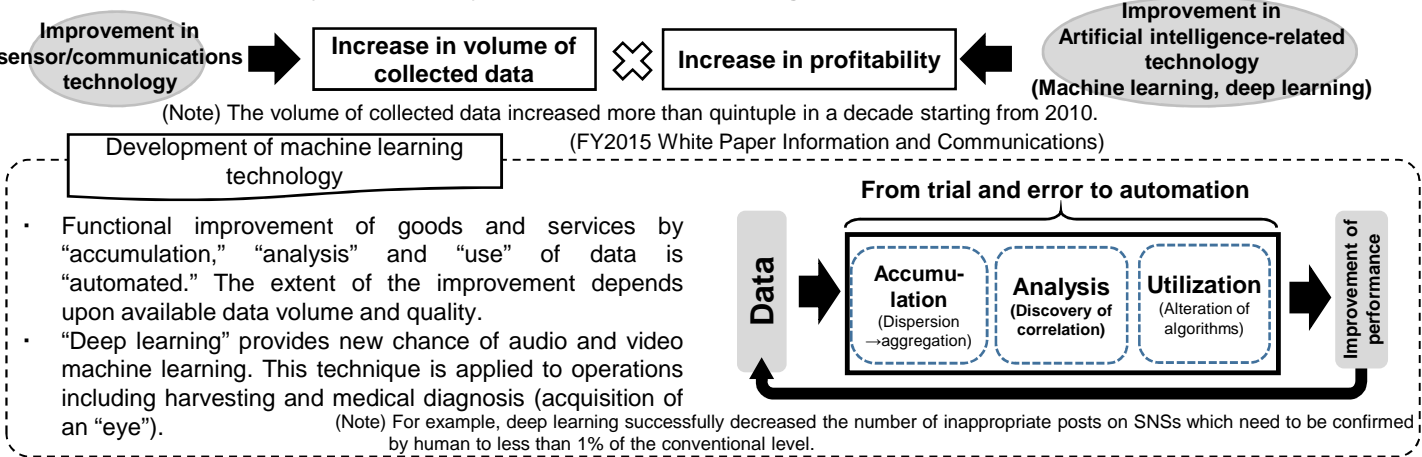 Improvement in
sensor/communications
technology
Increase in volume of
collected data
Increase in profitability
Improvement in
Artificial intelligence-related
technology
(Machine learning, deep learning)
(Note) The volume of collected data increased more than quintuple in a decade starting from 2010.
(FY2015 White Paper Information and Communications)
Development of machine learning
technology
· Functional improvement of goods and services by
“accumulation,” “analysis” and “use” of data is
“automated.” The extent of the improvement depends
upon available data volume and quality.
· “Deep learning” provides new chance of audio and video
machine learning. This technique is applied to operations
including harvesting and medical diagnosis (acquisition of
an “eye”).
From trial and error to automation
Data
Accumu-
lation
(Dispersion
→aggregation)
Analysis
(Discovery of
correlation)
Utilization
(Alteration of
algorithms)
Improvement of
performance
(Note) For example, deep learning successfully decreased the number of inappropriate posts on SNSs which need to be confirmed
by human to less than 1% of the conventional level.